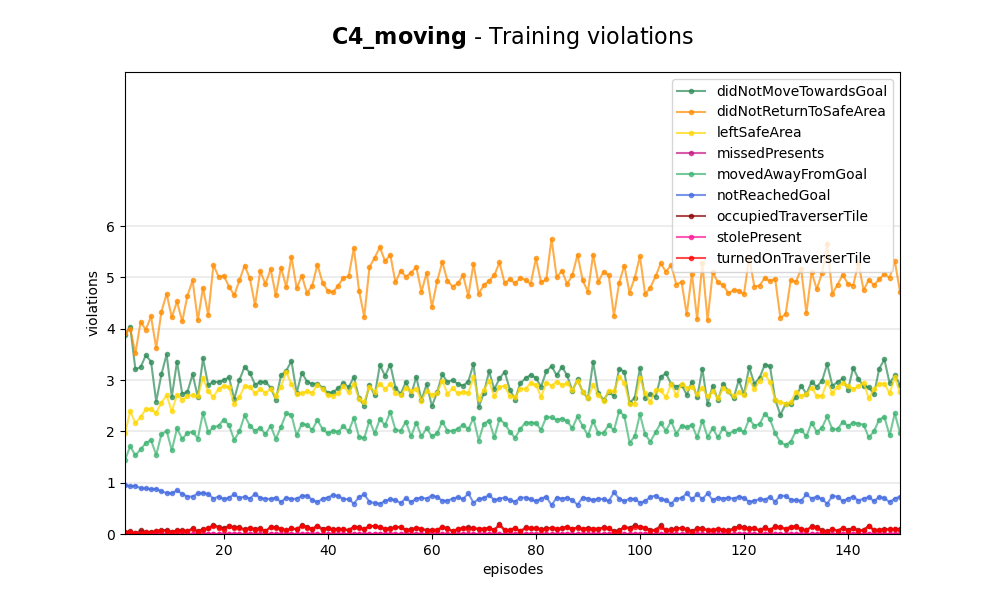 C4_moving - Training violations
didNotMoveTowardsGoal
didNotReturnToSafeArea
leftSafeArea
missedPresents
movedAwayFromGoal
notReachedGoal
occupiedTraverserTile
stolePresent
turnedOnTraverserTile
violations
6
5
4
3
2
1
0
20 40 60 80 100 120 140
episodes